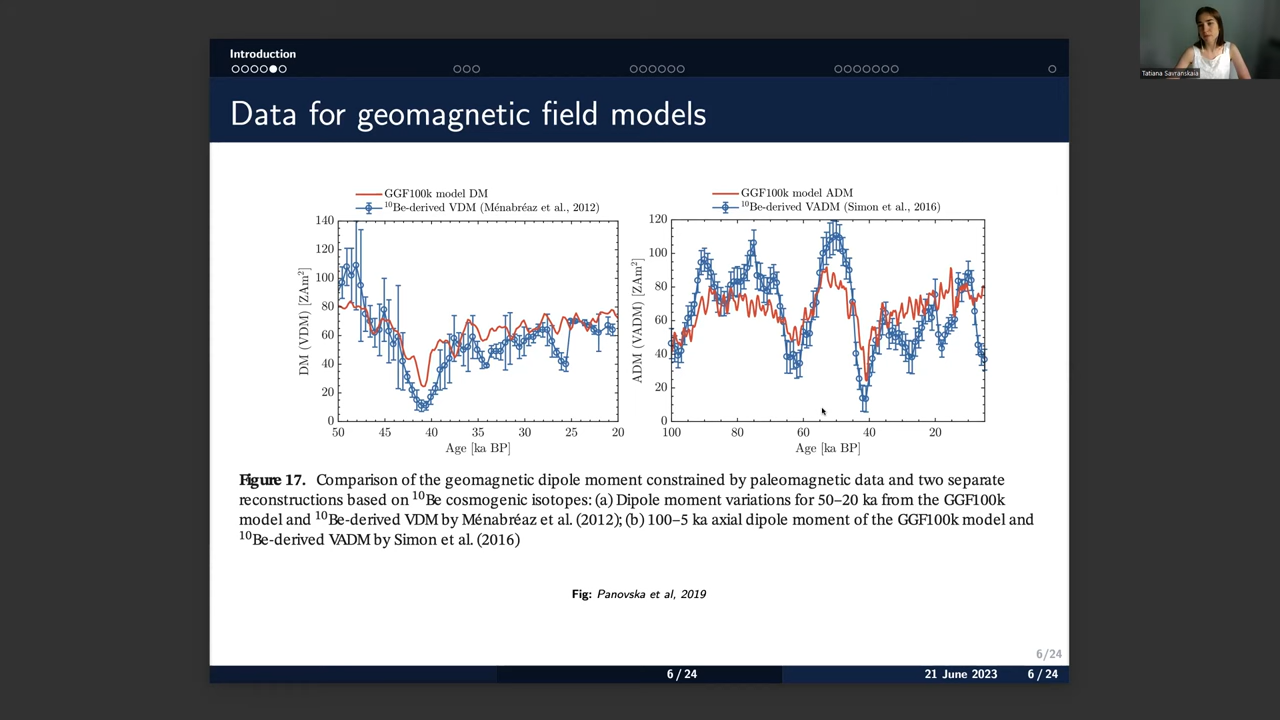 Introduction
Data for geomagnetic field models
GGF100k model DM
¹⁰Be-derived VDM (Ménabréaz et al., 2012)
140
120
100
80
60
40
20
0
DM (VDM) [ZAm²]
50
45
40
35
30
25
20
Age [ka BP]
GGF100k model ADM
¹⁰Be-derived VADM (Simon et al., 2016)
120
100
80
60
40
20
0
ADM (VADM) [ZAm²]
100
80
60
40
20
Age [ka BP]
Figure 17. Comparison of the geomagnetic dipole moment constrained by paleomagnetic data and two separate
reconstructions based on ¹⁰Be cosmogenic isotopes: (a) Dipole moment variations for 50–20 ka from the GGF100k
model and ¹⁰Be-derived VDM by Ménabréaz et al. (2012); (b) 100–5 ka axial dipole moment of the GGF100k model and
¹⁰Be-derived VADM by Simon et al. (2016)
Fig: Panovska et al, 2019
6/24
6 / 24
21 June 2023
6 / 24
Tatiana Savranskaia